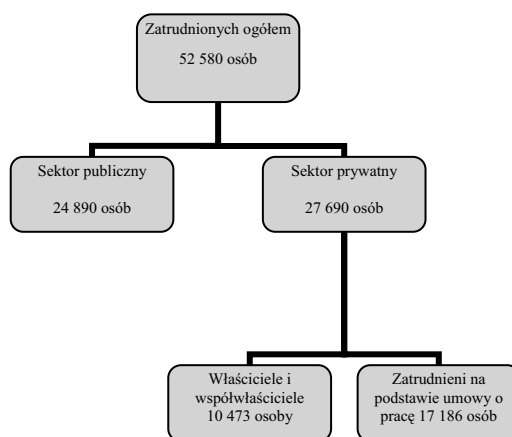 Zatrudnionych ogółem
52 580 osób
Sektor publiczny
24 890 osób
Sektor prywatny
27 690 osób
Właściciele i
współwłaściciele
10 473 osoby
Zatrudnieni na
podstawie umowy o
pracę 17 186 osób